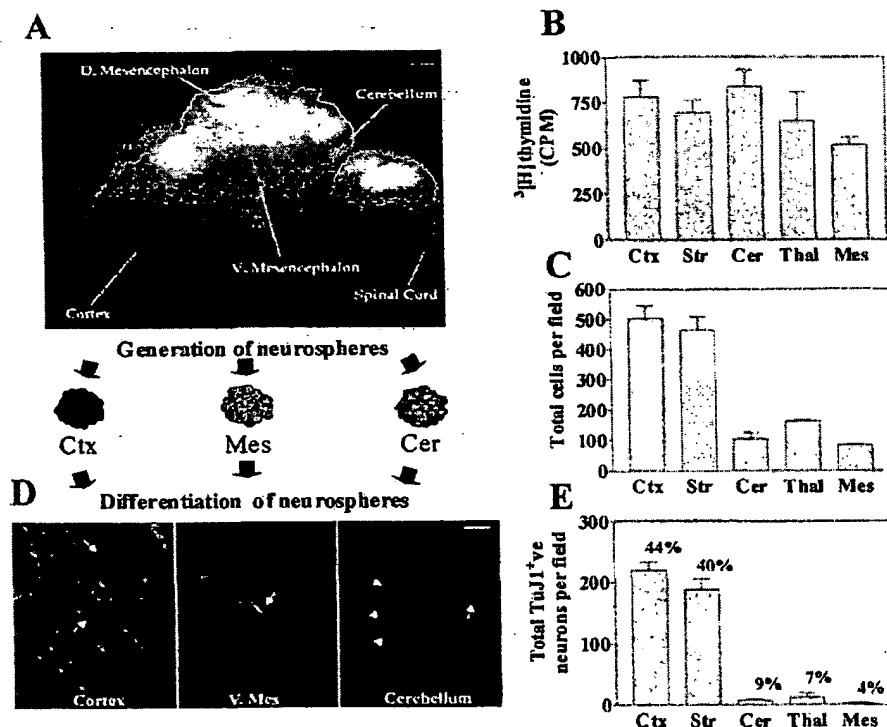 A
D. Mesencephalon
Cerebellum
V. Mesencephalon
Cortex
Spinal Cord
Generation of neurospheres
Ctx
Mes
Cer
D
Differentiation of neurospheres
Cortex
V. Mes
Cerebellum
B
³[H]thymidine
(CPM)
1000
750
500
250
0
Ctx Str Cer Thal Mes
C
Total cells per field
600
500
400
300
200
100
0
Ctx Str Cer Thal Mes
E
Total TuJ1⁺ve
neurons per field
300
200
100
0
44%
40%
9%
7%
4%
Ctx Str Cer Thal Mes